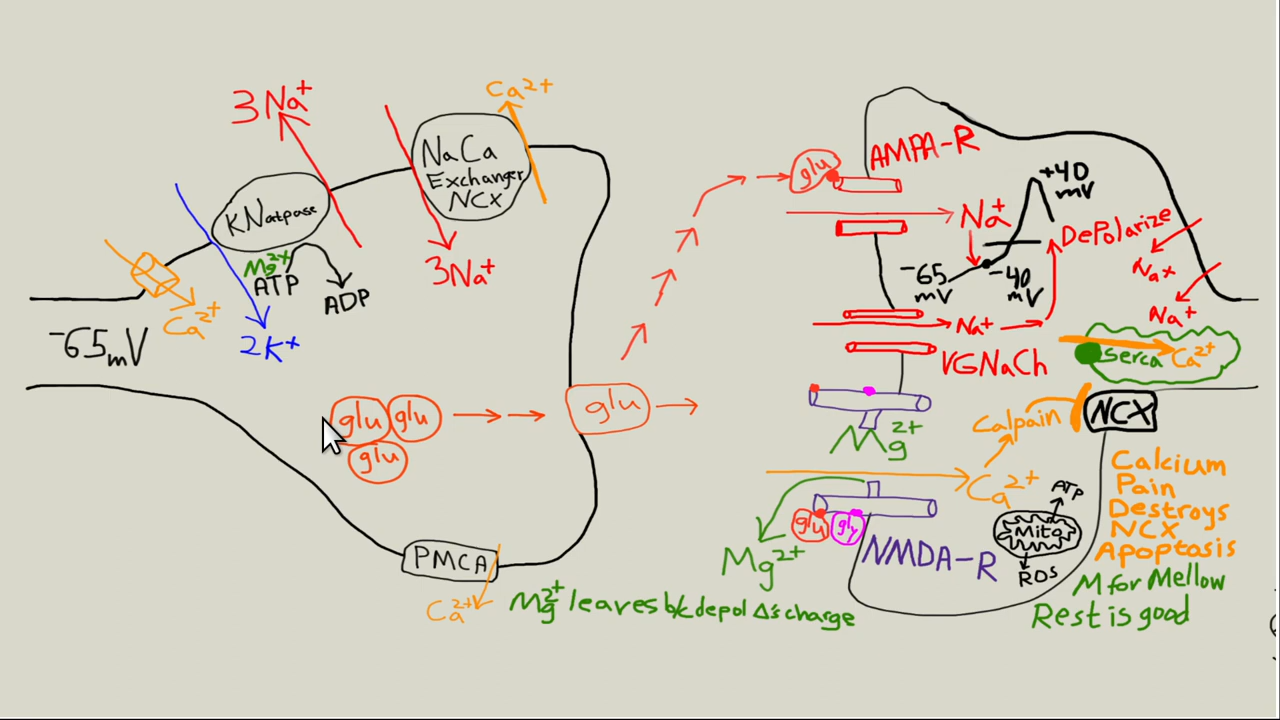 3Na+
Ca2+
NaCa
Exchanger
NCX
KNatpase
Mg2+
ATP
ADP
3Na+
Ca2+
2K+
-65mV
glu
glu
glu
glu
PMCA
Ca2+
Mg2+ leaves b/c depol Δ's charge
glu
AMPA-R
Na+
+40
mV
DePolarize
-65
mV
-40
mV
Na+
Na+
Na+
VGNaCh
serca
Ca2+
Mg2+
Calpain
NCX
Ca2+
glu
gly
Mg2+
NMDA-R
ATP
Mito
ROS
Calcium
Pain
Destroys
NCX
Apoptosis
M for Mellow
Rest is good